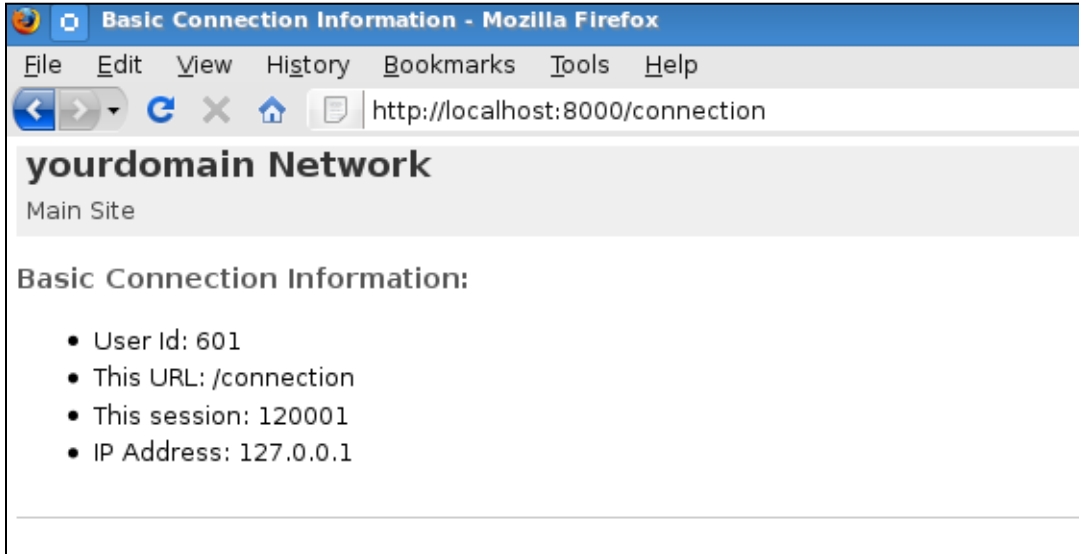 Basic Connection Information - Mozilla Firefox
File Edit View History Bookmarks Tools Help
http://localhost:8000/connection
yourdomain Network
Main Site
Basic Connection Information:
• User Id: 601
• This URL: /connection
• This session: 120001
• IP Address: 127.0.0.1